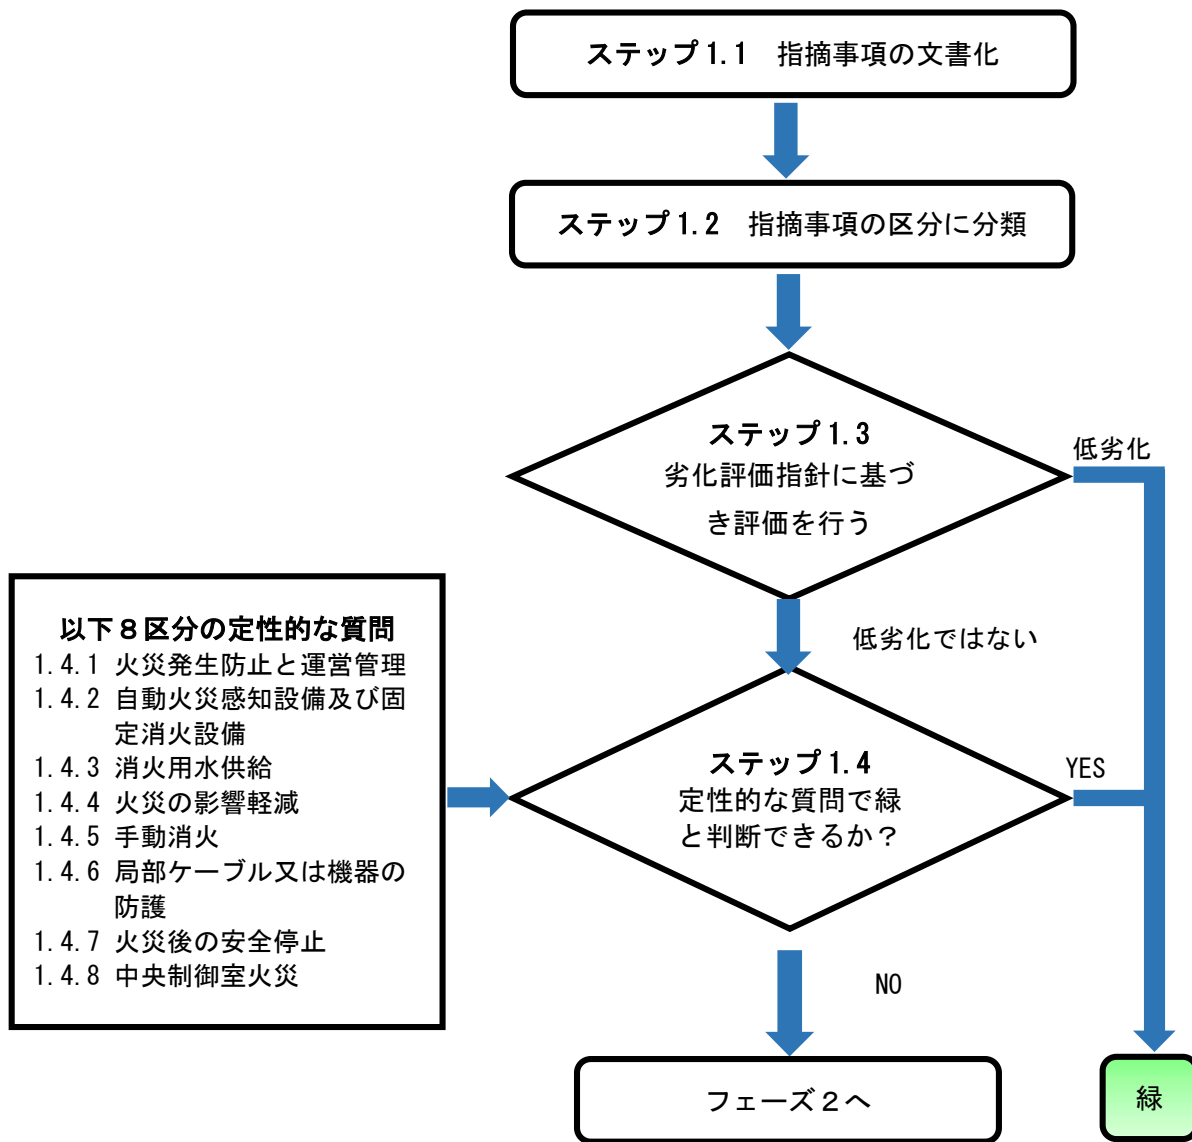 ステップ1.1　指摘事項の文書化
ステップ1.2　指摘事項の区分に分類
ステップ1.3
劣化評価指針に基づ
き評価を行う
低劣化
低劣化ではない
以下８区分の定性的な質問
1.4.1 火災発生防止と運営管理
1.4.2 自動火災感知設備及び固
定消火設備
1.4.3 消火用水供給
1.4.4 火災の影響軽減
1.4.5 手動消火
1.4.6 局部ケーブル又は機器の
防護
1.4.7 火災後の安全停止
1.4.8 中央制御室火災
ステップ1.4
定性的な質問で緑
と判断できるか？
YES
NO
フェーズ２へ
緑